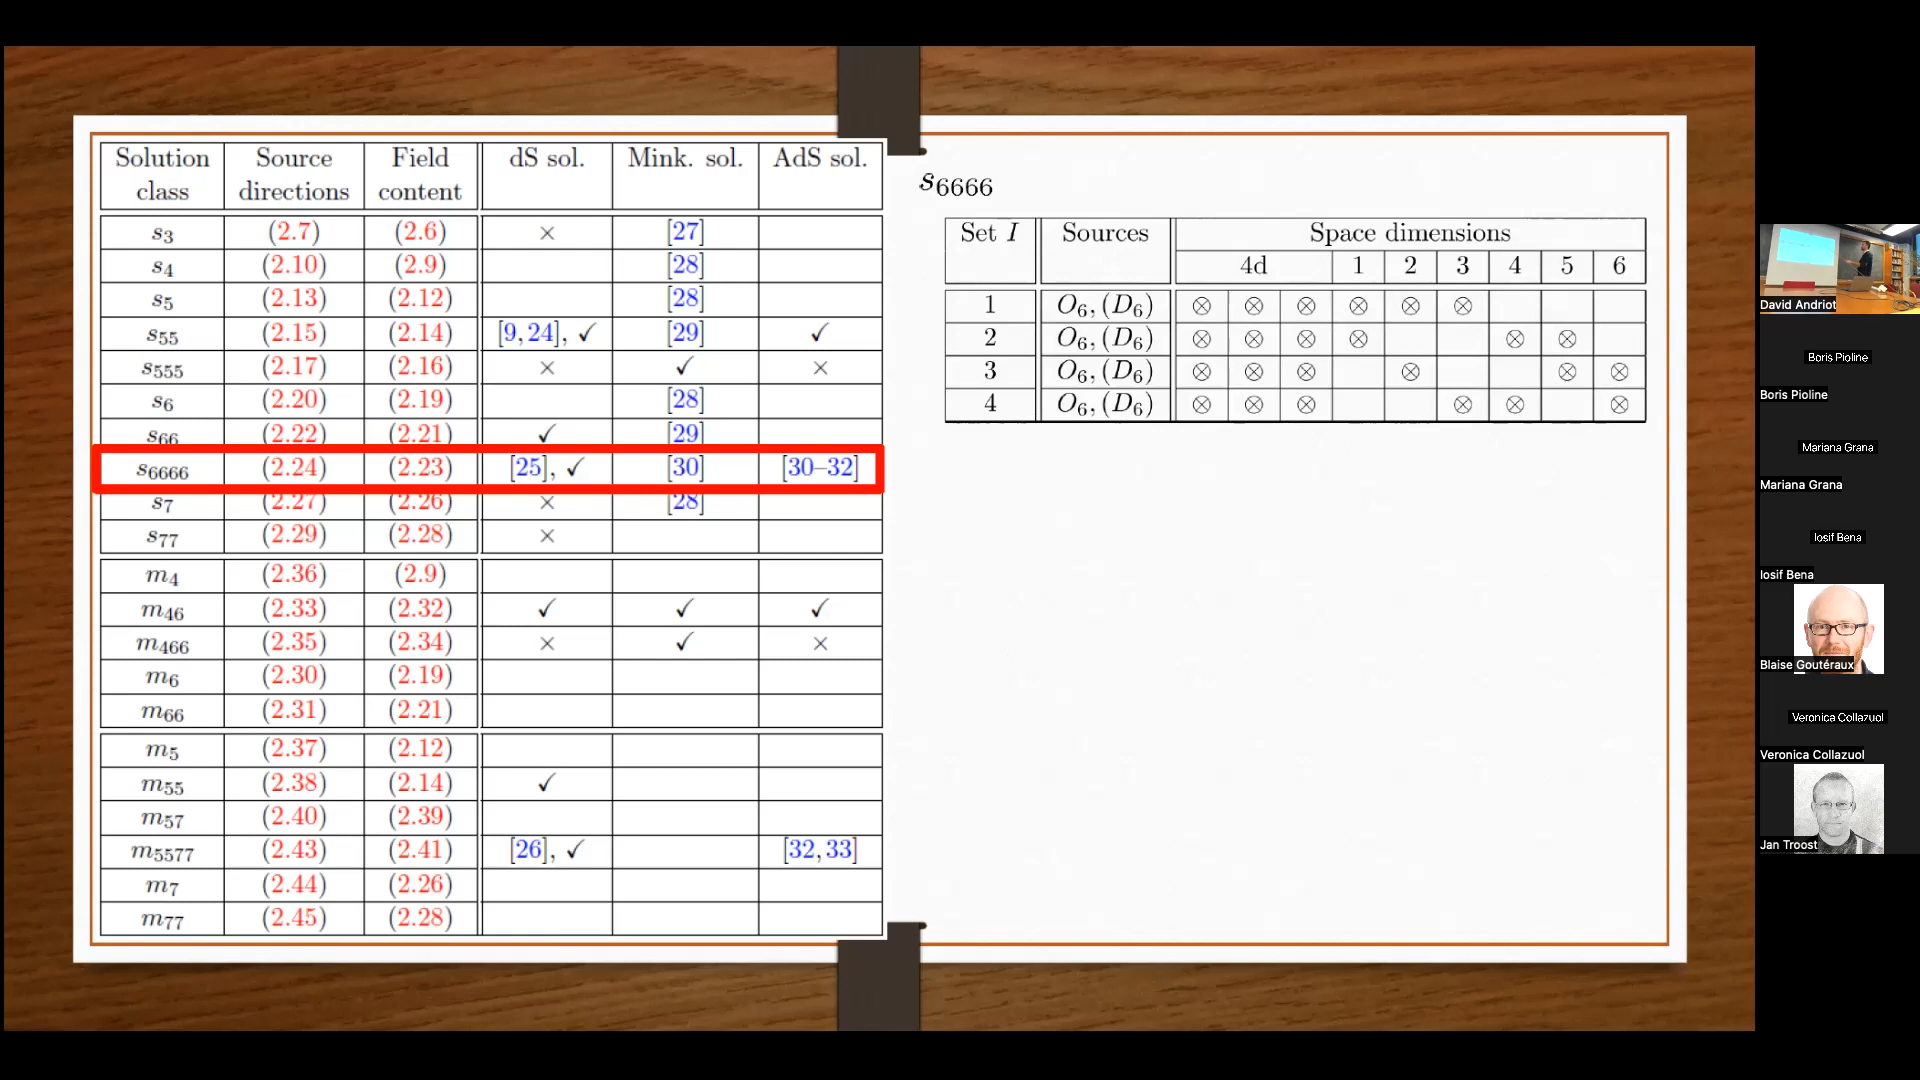 Solution class Source directions Field content dS sol. Mink. sol. AdS sol.
s3 (2.7) (2.6) × [27]
s4 (2.10) (2.9) [28]
s5 (2.13) (2.12) [28]
s55 (2.15) (2.14) [9,24], ✓ [29] ✓
s555 (2.17) (2.16) × ✓ ×
s6 (2.20) (2.19) [28]
s66 (2.22) (2.21) ✓ [29]
s6666 (2.24) (2.23) [25], ✓ [30] [30–32]
s7 (2.27) (2.26) × [28]
s77 (2.29) (2.28) ×
m4 (2.36) (2.9)
m46 (2.33) (2.32) ✓ ✓ ✓
m466 (2.35) (2.34) × ✓ ×
m6 (2.30) (2.19)
m66 (2.31) (2.21)
m5 (2.37) (2.12)
m55 (2.38) (2.14) ✓
m57 (2.40) (2.39)
m5577 (2.43) (2.41) [26], ✓ [32,33]
m7 (2.44) (2.26)
m77 (2.45) (2.28)
s6666
Set I Sources Space dimensions
4d 1 2 3 4 5 6
1 O6, (D6) ⊗ ⊗ ⊗ ⊗ ⊗ ⊗
2 O6, (D6) ⊗ ⊗ ⊗ ⊗ ⊗ ⊗
3 O6, (D6) ⊗ ⊗ ⊗ ⊗ ⊗ ⊗
4 O6, (D6) ⊗ ⊗ ⊗ ⊗ ⊗ ⊗
David Andriot
Boris Pioline
Boris Pioline
Mariana Grana
Mariana Grana
Iosif Bena
Iosif Bena
Blaise Goutéraux
Veronica Collazuol
Veronica Collazuol
Jan Troost